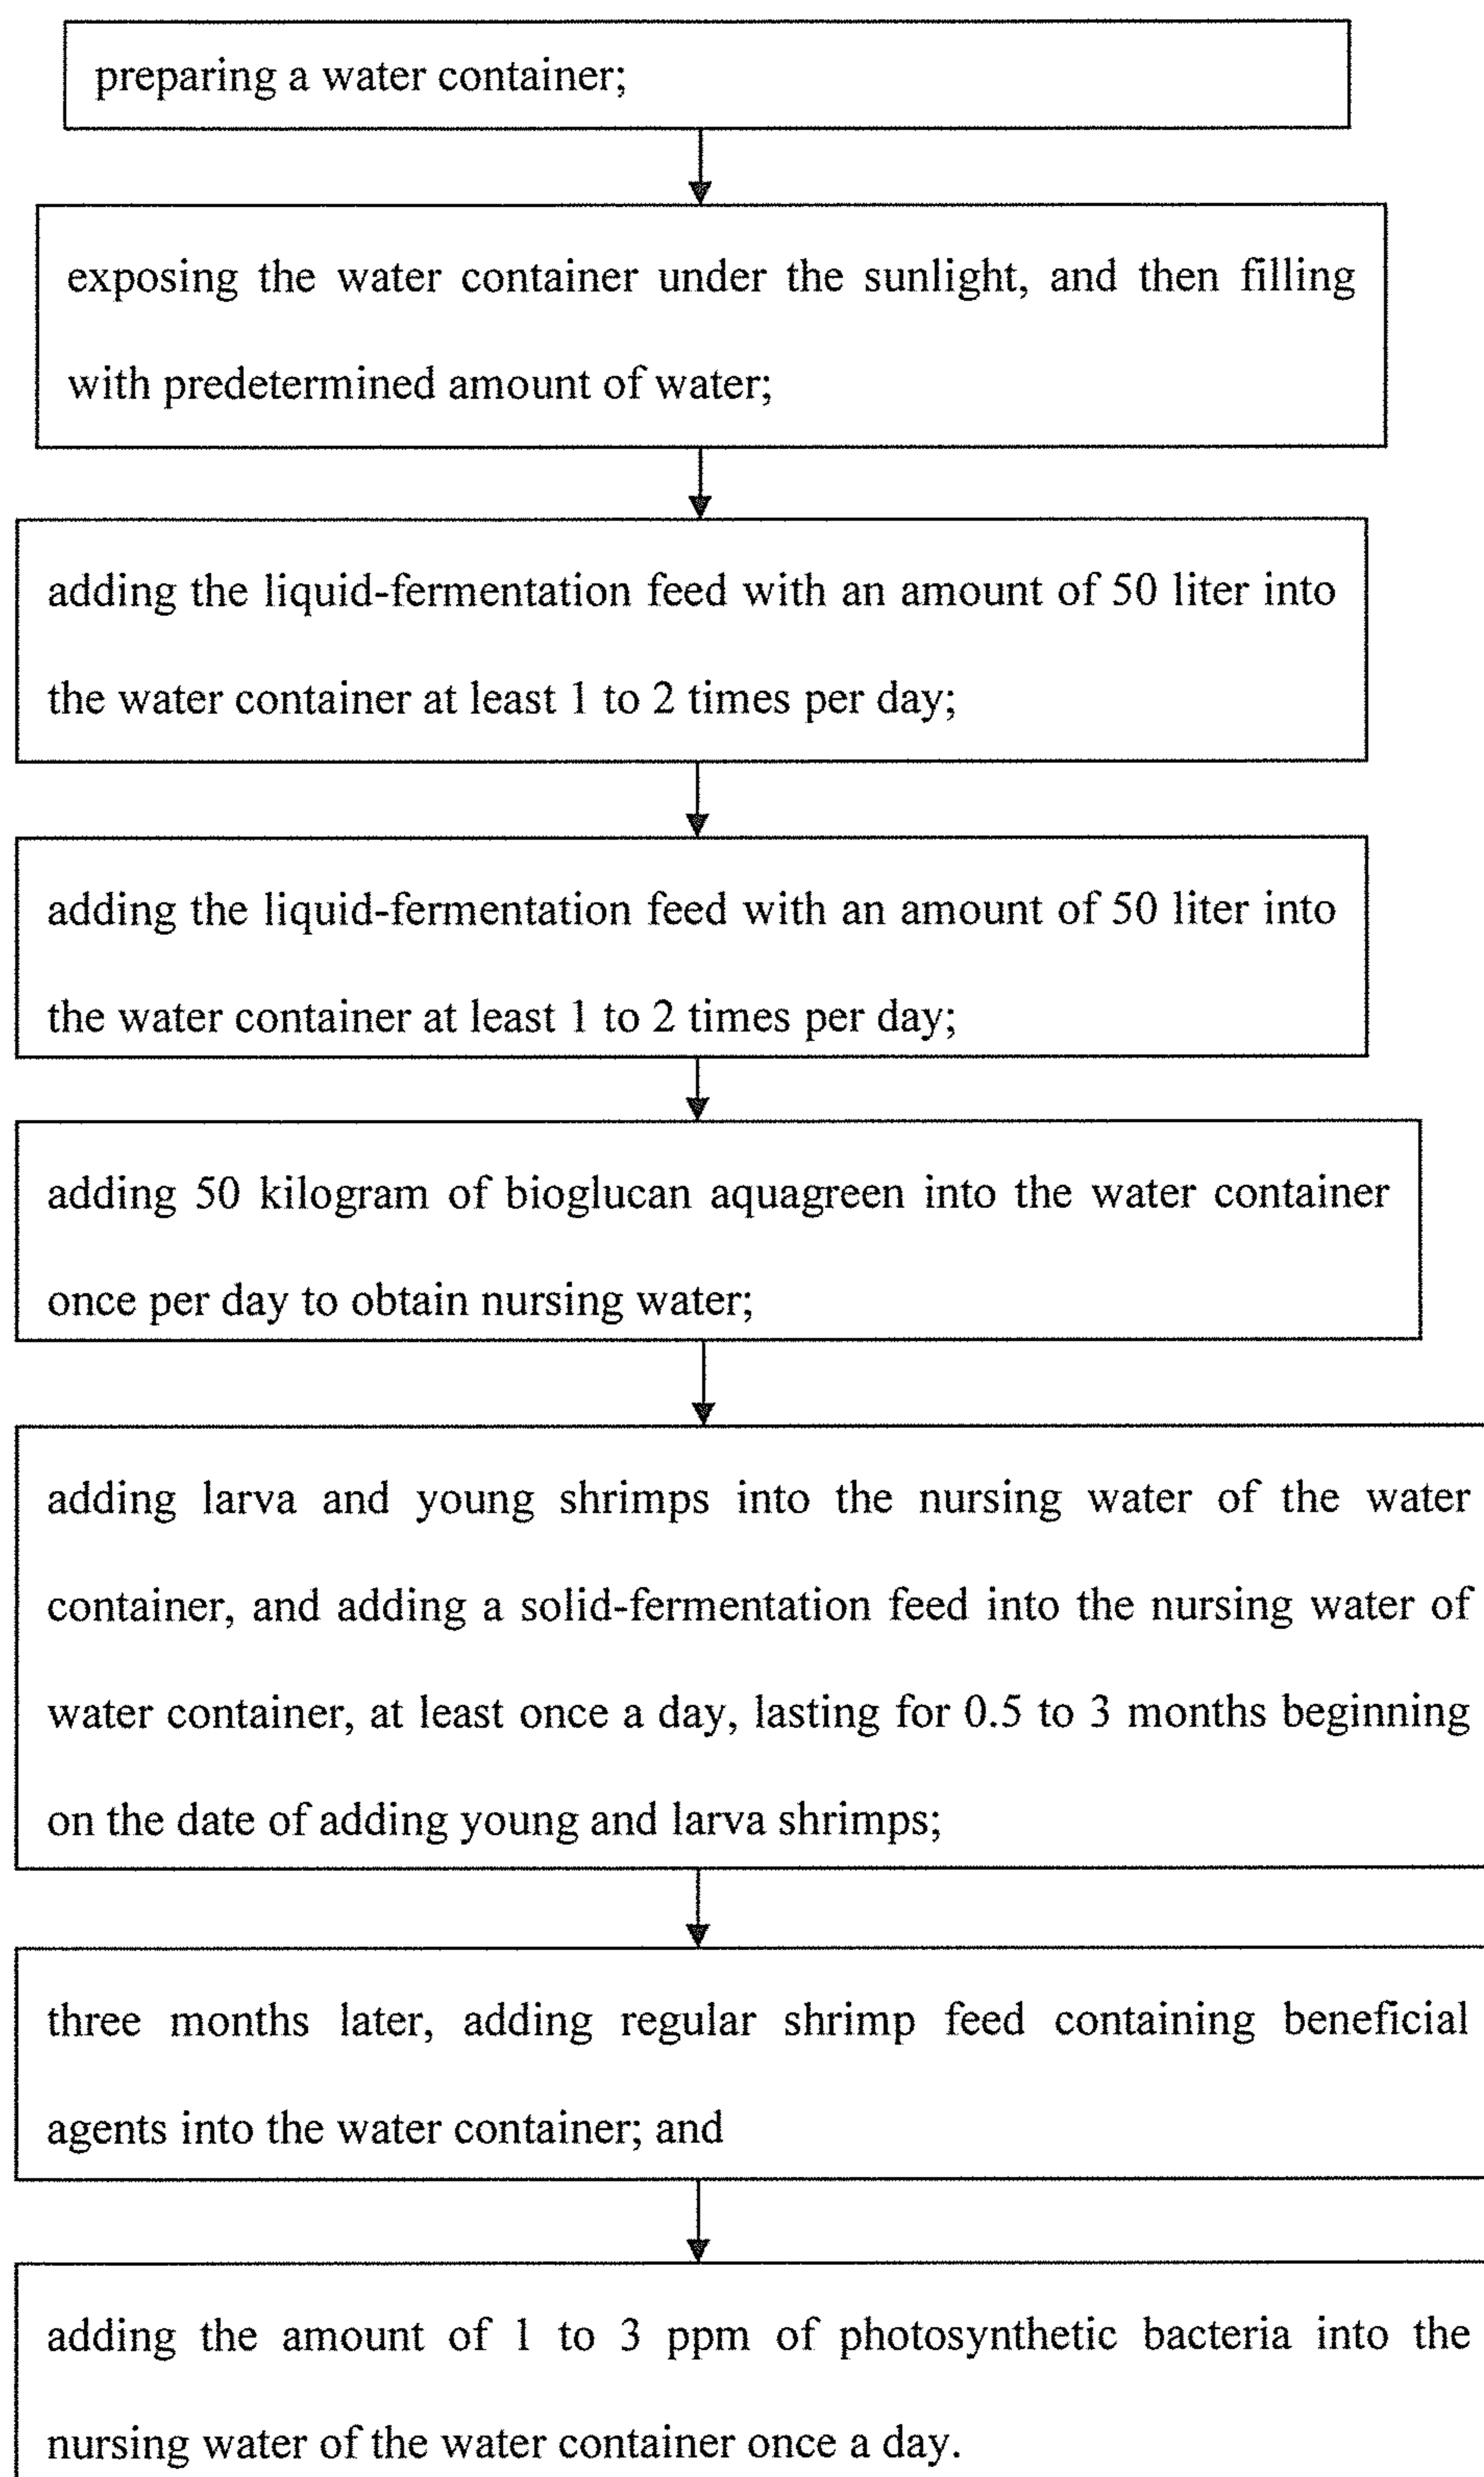 preparing a water container;
exposing the water container under the sunlight, and then filling
with predetermined amount of water;
adding the liquid-fermentation feed with an amount of 50 liter into
the water container at least 1 to 2 times per day;
adding the liquid-fermentation feed with an amount of 50 liter into
the water container at least 1 to 2 times per day;
adding 50 kilogram of bioglucan aquagreen into the water container
once per day to obtain nursing water;
adding larva and young shrimps into the nursing water of the water
container, and adding a solid-fermentation feed into the nursing water of
water container, at least once a day, lasting for 0.5 to 3 months beginning
on the date of adding young and larva shrimps;
three months later, adding regular shrimp feed containing beneficial
agents into the water container; and
adding the amount of 1 to 3 ppm of photosynthetic bacteria into the
nursing water of the water container once a day.